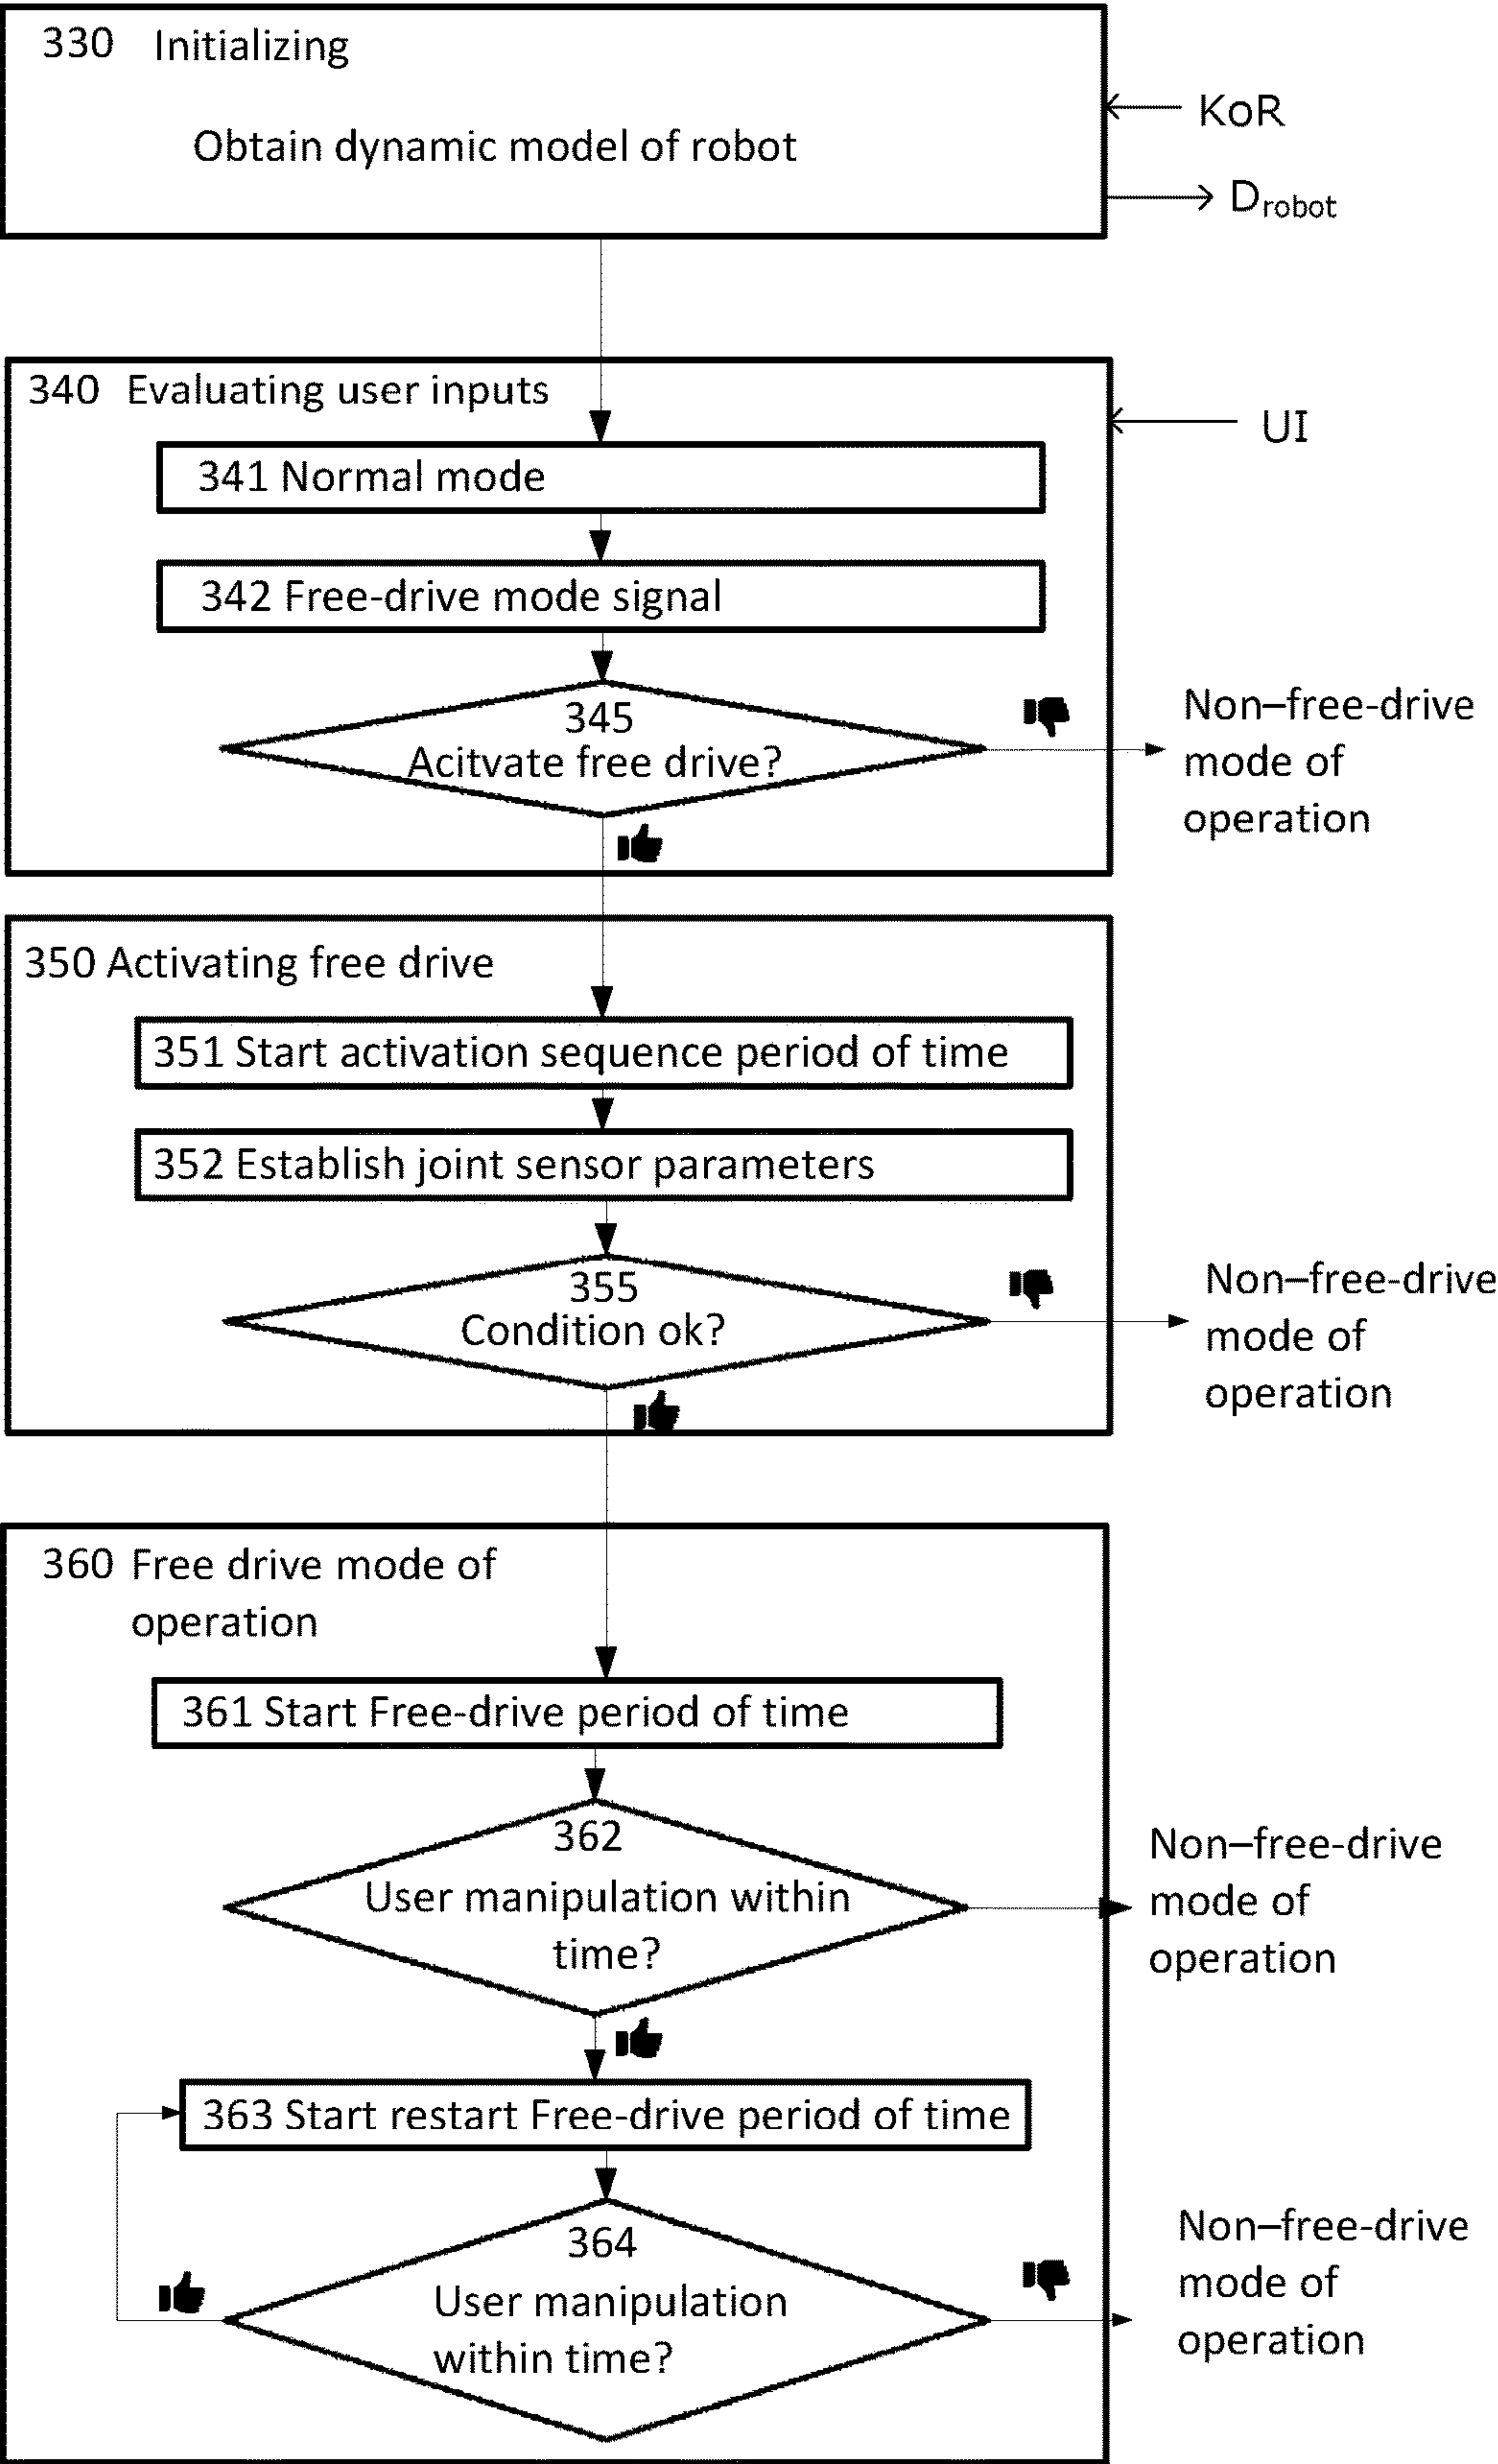 330 Initializing
KoR
Obtain dynamic model of robot
Drobot
340 Evaluating user inputs
UI
341 Normal mode
342 Free-drive mode signal
345
Acitvate free drive?
Non–free-drive
mode of
operation
350 Activating free drive
351 Start activation sequence period of time
352 Establish joint sensor parameters
355
Condition ok?
Non–free-drive
mode of
operation
360 Free drive mode of
operation
361 Start Free-drive period of time
362
User manipulation within
time?
Non–free-drive
mode of
operation
363 Start restart Free-drive period of time
364
User manipulation
within time?
Non–free-drive
mode of
operation